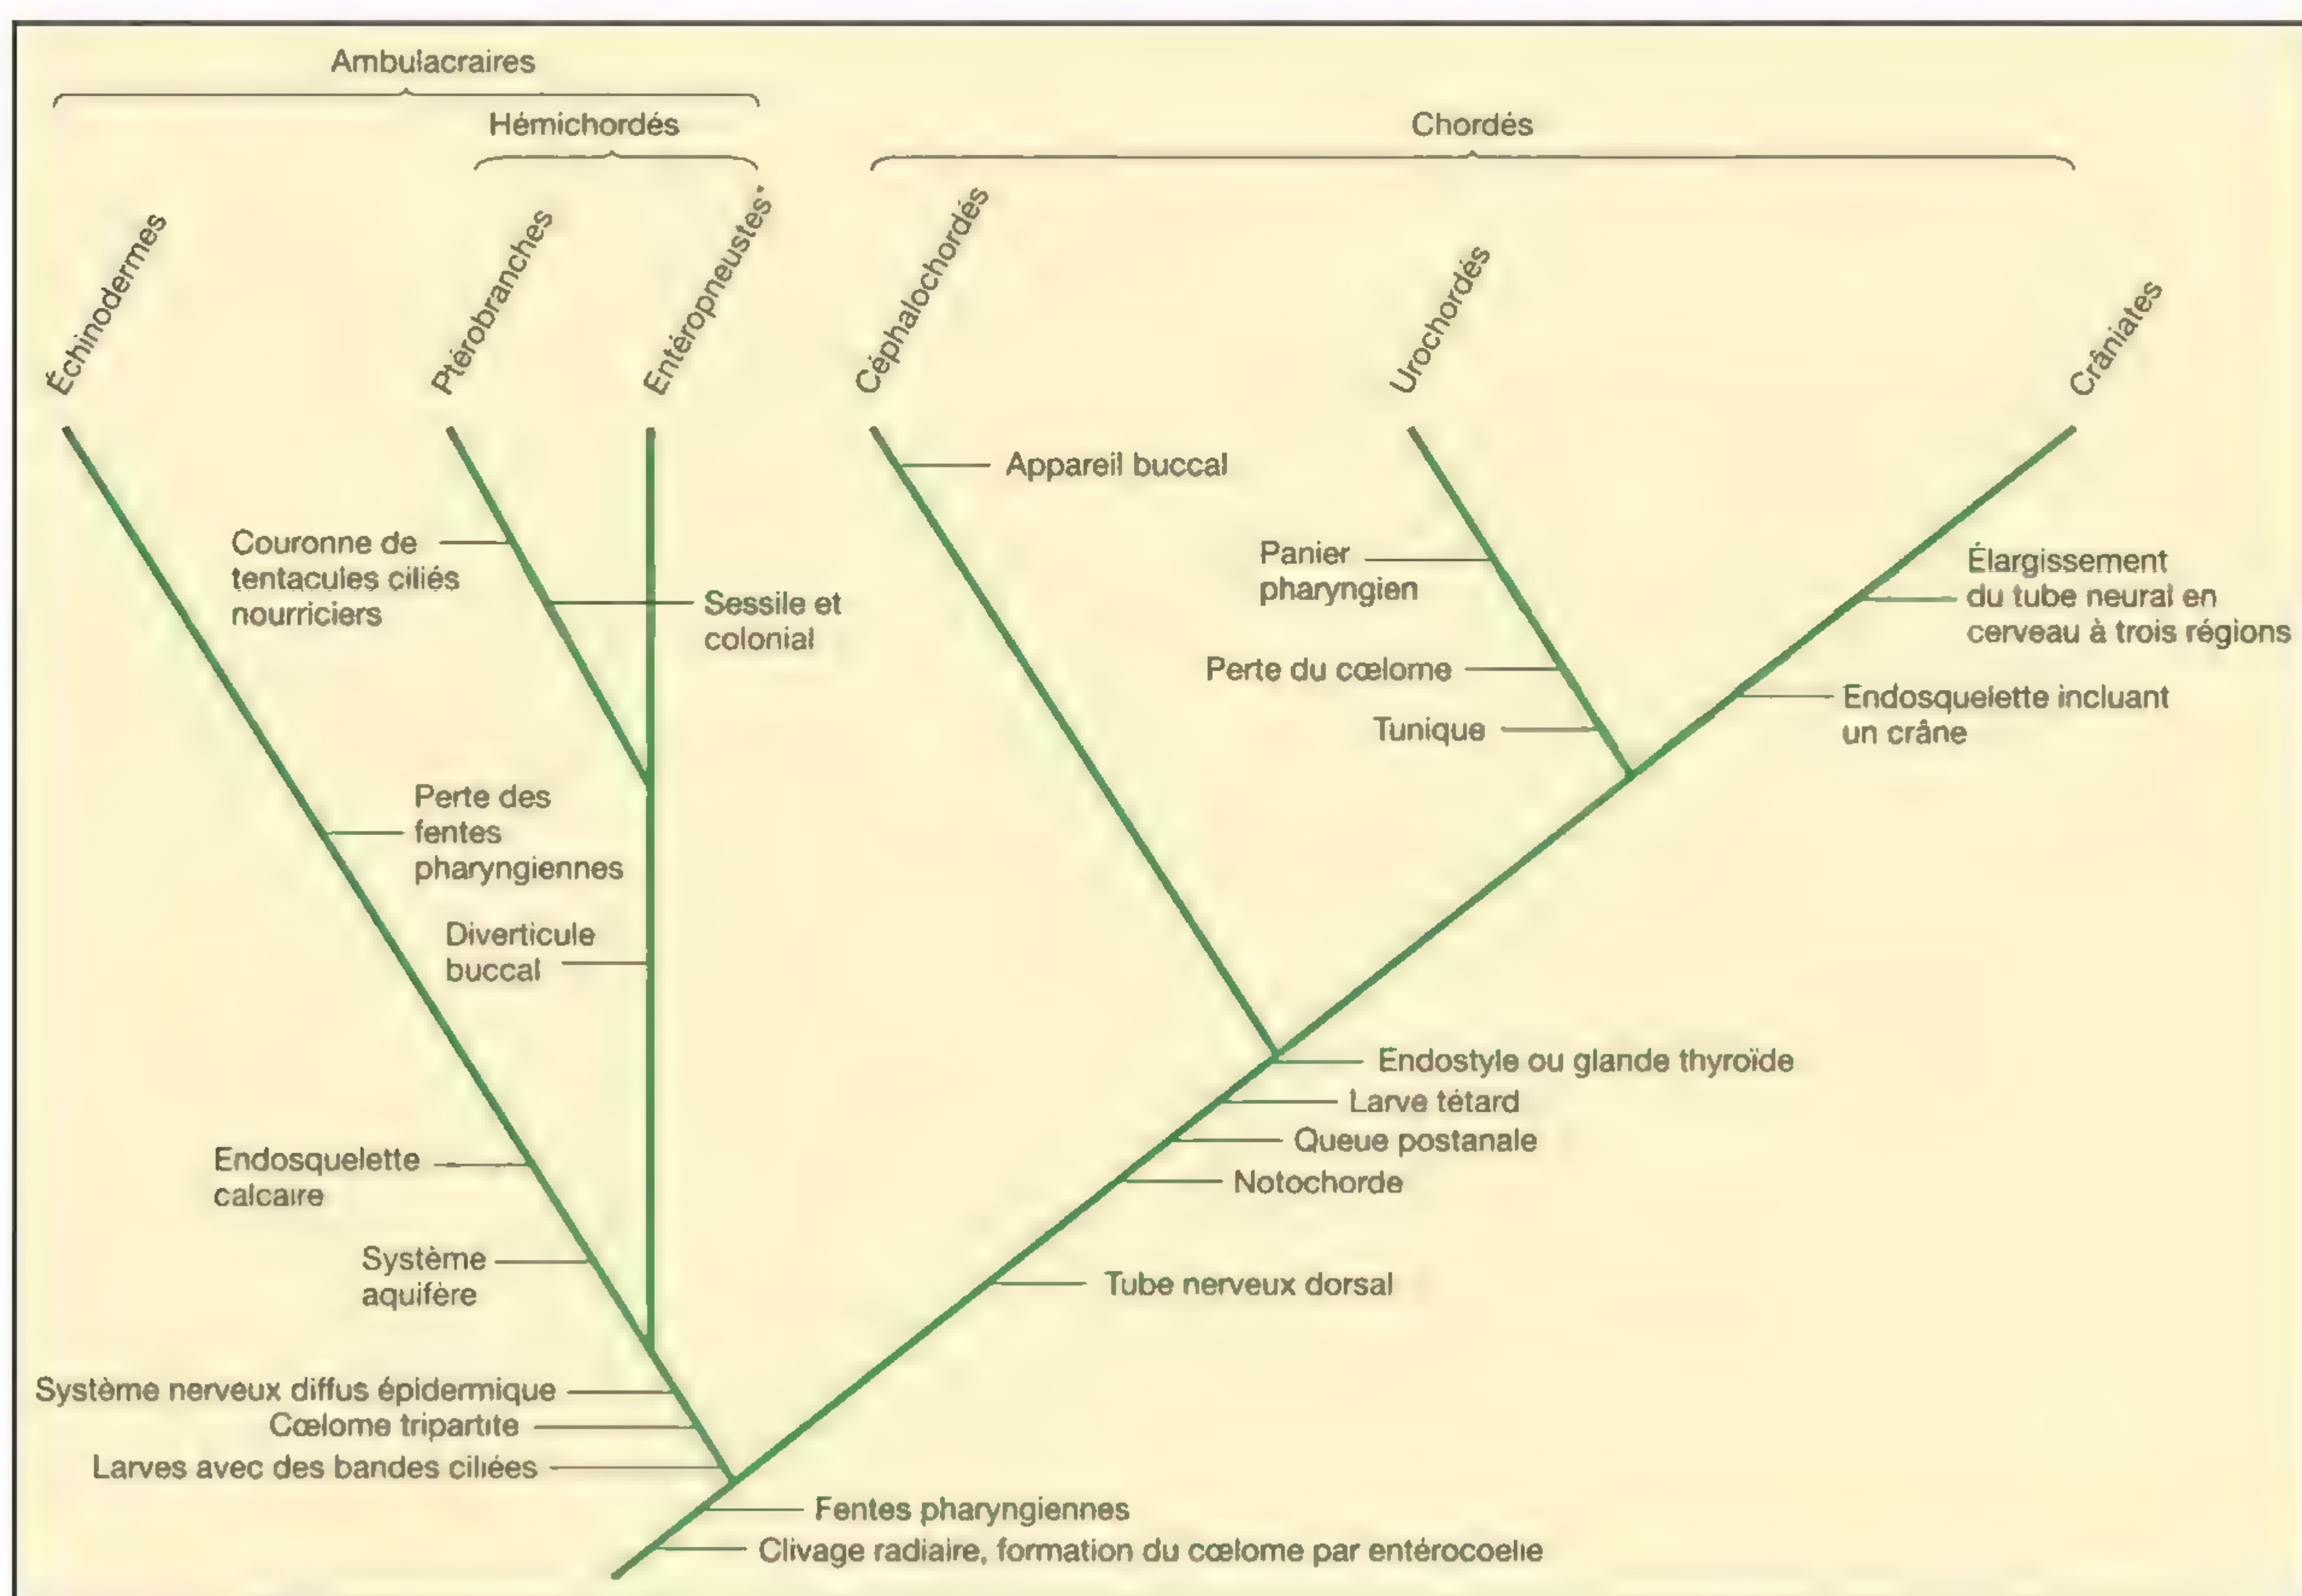 Ambulacraires
Hémichordés
Chordés
Échinodermes
Ptérobranches
Entéropneustes*
Céphalochordés
Urochordés
Crâniates
Appareil buccal
Couronne de
tentacules ciliés
nourriciers
Sessile et
colonial
Panier
pharyngien
Élargissement
du tube neural en
cerveau à trois régions
Perte du cœlome
Endosquelette incluant
un crâne
Tunique
Perte des
fentes
pharyngiennes
Diverticule
buccal
Endostyle ou glande thyroïde
Larve tétard
Queue postanale
Notochorde
Endosquelette
calcaire
Système
aquifère
Tube nerveux dorsal
Système nerveux diffus épidermique
Cœlome tripartite
Larves avec des bandes ciliées
Fentes pharyngiennes
Clivage radiaire, formation du cœlome par entérocoelie